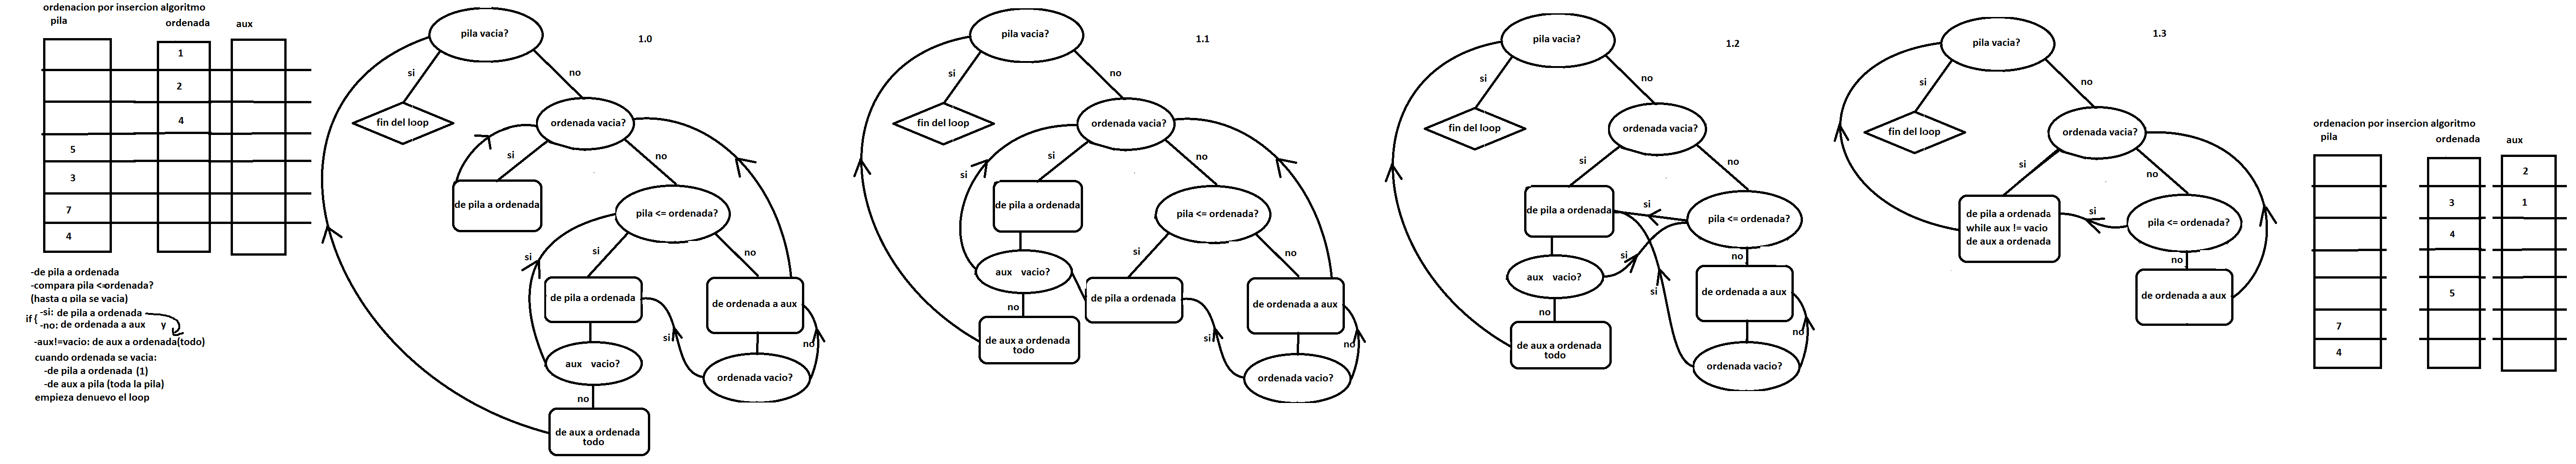 ordenacion por insercion algoritmo
pila
ordenada
aux
1
2
4
5
3
7
4
-de pila a ordenada
-compara pila <=ordenada?
(hasta q pila se vacia)
if { -si: de pila a ordenada
-no: de ordenada a aux y
-aux!=vacio: de aux a ordenada(todo)
cuando ordenada se vacia:
-de pila a ordenada (1)
-de aux a pila (toda la pila)
empieza denuevo el loop
1.0
pila vacia?
si
no
fin del loop
ordenada vacia?
si
no
de pila a ordenada
pila <= ordenada?
si
si
no
de pila a ordenada
de ordenada a aux
si
no
aux vacio?
ordenada vacio?
no
de aux a ordenada
todo
1.1
pila vacia?
si
no
fin del loop
ordenada vacia?
si
si
no
de pila a ordenada
pila <= ordenada?
si
no
aux vacio?
de pila a ordenada
de ordenada a aux
no
si
no
de aux a ordenada
todo
ordenada vacio?
1.2
pila vacia?
si
no
fin del loop
ordenada vacia?
si
no
de pila a ordenada
si
pila <= ordenada?
si
no
aux vacio?
de ordenada a aux
si
no
no
de aux a ordenada
todo
ordenada vacio?
1.3
pila vacia?
si
no
fin del loop
ordenada vacia?
si
no
de pila a ordenada
while aux != vacio
de aux a ordenada
si
pila <= ordenada?
no
de ordenada a aux
ordenacion por insercion algoritmo
pila
ordenada
aux
2
3
1
4
5
7
4